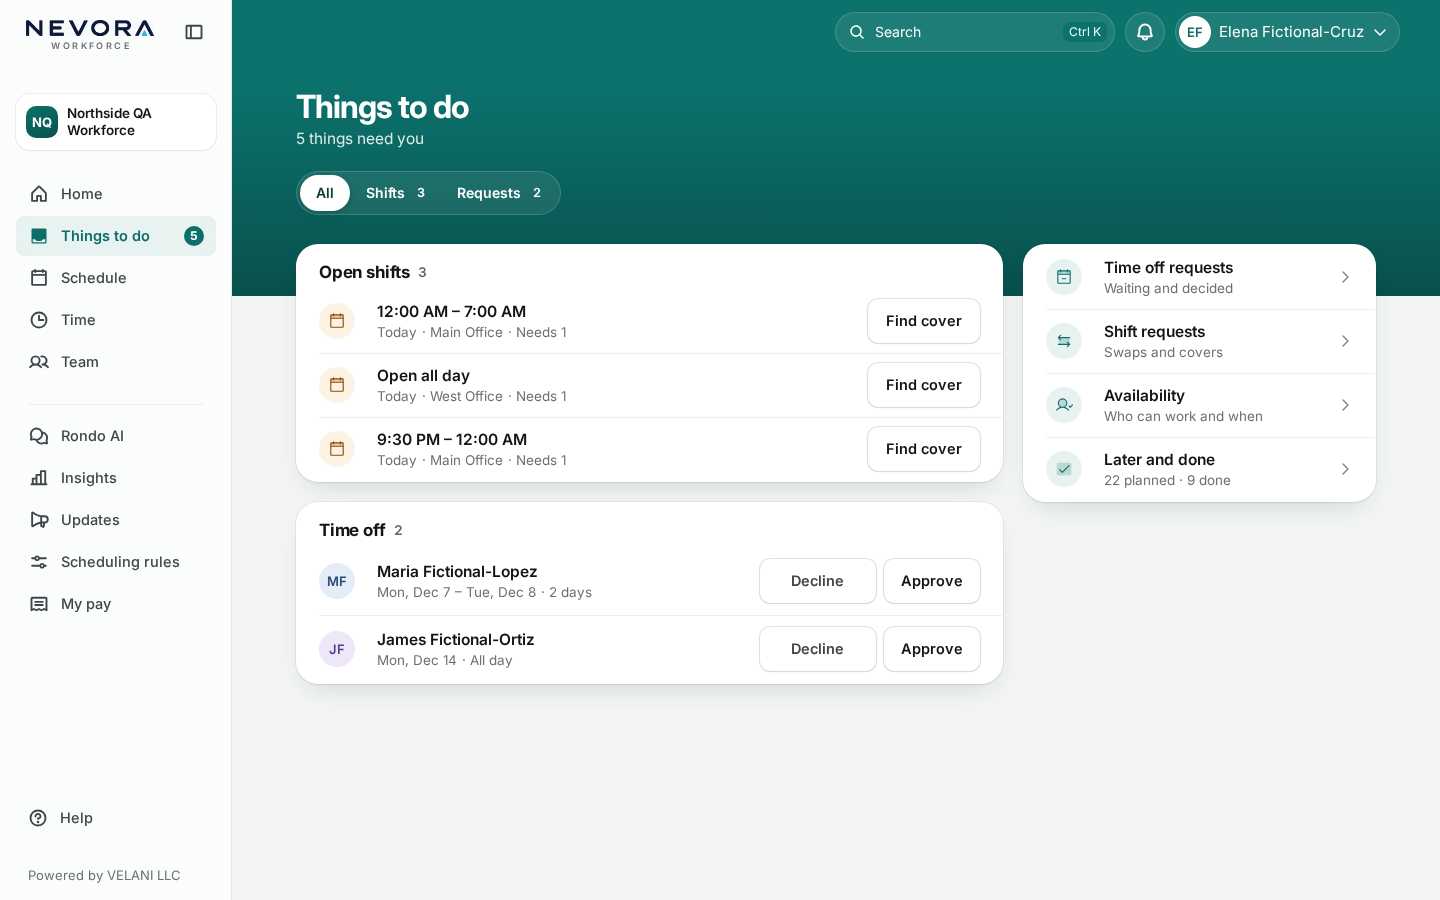 NEVORA
WORKFORCE
Search
Ctrl K
EF
Elena Fictional-Cruz
NQ
Northside QA
Workforce
Home
Things to do
5
Schedule
Time
Team
Rondo AI
Insights
Updates
Scheduling rules
My pay
Help
Powered by VELANI LLC
Things to do
5 things need you
All
Shifts 3
Requests 2
Open shifts 3
12:00 AM – 7:00 AM
Today · Main Office · Needs 1
Find cover
Open all day
Today · West Office · Needs 1
Find cover
9:30 PM – 12:00 AM
Today · Main Office · Needs 1
Find cover
Time off 2
MF
Maria Fictional-Lopez
Mon, Dec 7 – Tue, Dec 8 · 2 days
Decline
Approve
JF
James Fictional-Ortiz
Mon, Dec 14 · All day
Decline
Approve
Time off requests
Waiting and decided
Shift requests
Swaps and covers
Availability
Who can work and when
Later and done
22 planned · 9 done